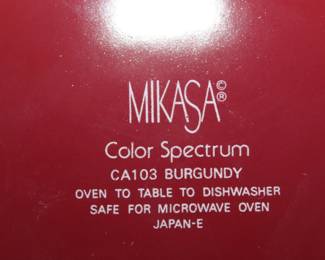 MIKASA©®
Color Spectrum
CA103 BURGUNDY
OVEN TO TABLE TO DISHWASHER
SAFE FOR MICROWAVE OVEN
JAPAN-E